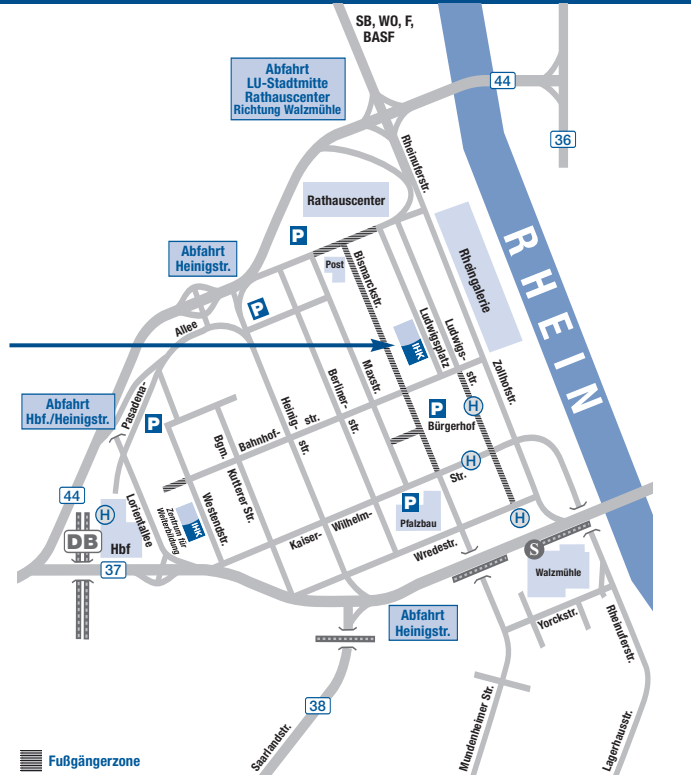 SB, WO, F,
BASF
Abfahrt
LU-Stadtmitte
Rathauscenter
Richtung Walzmühle
44
36
Rheinuferstr.
Rathauscenter
P
RHEIN
Abfahrt
Heinigstr.
Post
Bismarckstr.
Rheingalerie
P
Allee
Ludwigsplatz
Ludwigs-
str.
IHK
Zollhofstr.
Maxstr.
Berliner-
str.
Heinig-
str.
Pasadena-
Abfahrt
Hbf./Heinigstr.
P
P
H
Bürgerhof
Bahnhof-
str.
Bgm.
Kutterer Str.
H
Str.
44
H
Lorientallee
Westendstr.
IHK
Zentrum für
Weiterbildung
P
Pfalzbau
Kaiser-
Wilhelm-
H
DB
Hbf
Wredestr.
S
37
Walzmühle
Abfahrt
Heinigstr.
Yorckstr.
Rheinuferstr.
38
Saarlandstr.
Mundenheimer Str.
Lagerhausstr.
Fußgängerzone